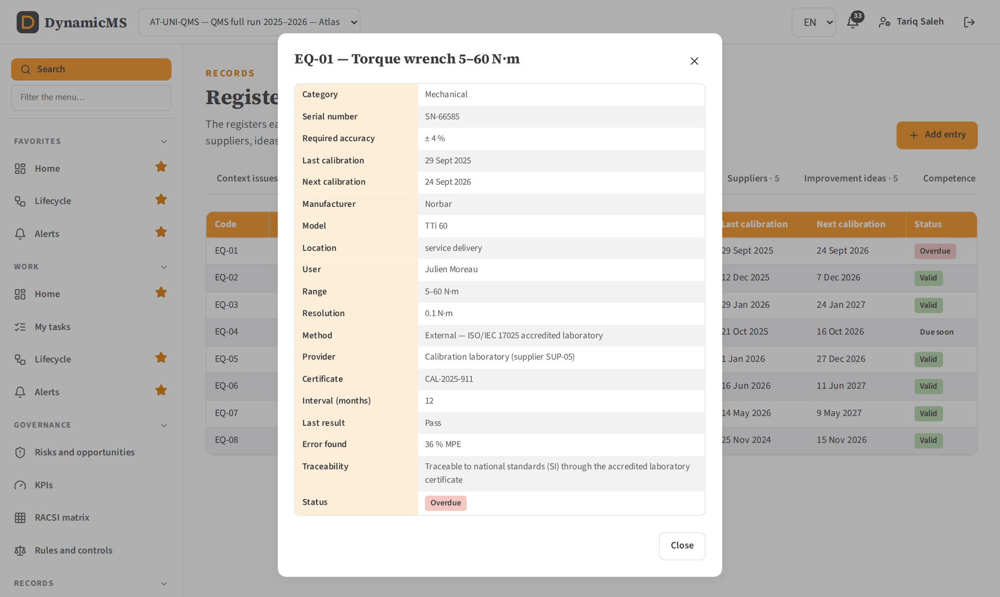 DynamicMS
AT-UNI-QMS — QMS full run 2025–2026 — Atlas
EN
33
Tariq Saleh
Search
Filter the menu…
FAVORITES
Home
Lifecycle
Alerts
WORK
Home
My tasks
Lifecycle
Alerts
GOVERNANCE
Risks and opportunities
KPIs
RACSI matrix
Rules and controls
RECORDS
RECORDS
The registers
suppliers, ideas
Add entry
Context issues
Suppliers · 5
Improvement ideas · 5
Competence
Code
Last calibration
Next calibration
Status
EQ-01
29 Sept 2025
24 Sept 2026
Overdue
EQ-02
12 Dec 2025
7 Dec 2026
Valid
EQ-03
29 Jan 2026
24 Jan 2027
Valid
EQ-04
21 Oct 2025
16 Oct 2026
Due soon
EQ-05
1 Jan 2026
27 Dec 2026
Valid
EQ-06
16 Jun 2026
11 Jun 2027
Valid
EQ-07
14 May 2026
9 May 2027
Valid
EQ-08
25 Nov 2024
15 Nov 2026
Valid
EQ-01 — Torque wrench 5–60 N·m
Category
Mechanical
Serial number
SN-66585
Required accuracy
± 4 %
Last calibration
29 Sept 2025
Next calibration
24 Sept 2026
Manufacturer
Norbar
Model
TTi 60
Location
service delivery
User
Julien Moreau
Range
5–60 N·m
Resolution
0.1 N·m
Method
External — ISO/IEC 17025 accredited laboratory
Provider
Calibration laboratory (supplier SUP-05)
Certificate
CAL-2025-911
Interval (months)
12
Last result
Pass
Error found
36 % MPE
Traceability
Traceable to national standards (SI) through the accredited laboratory
certificate
Status
Overdue
Close